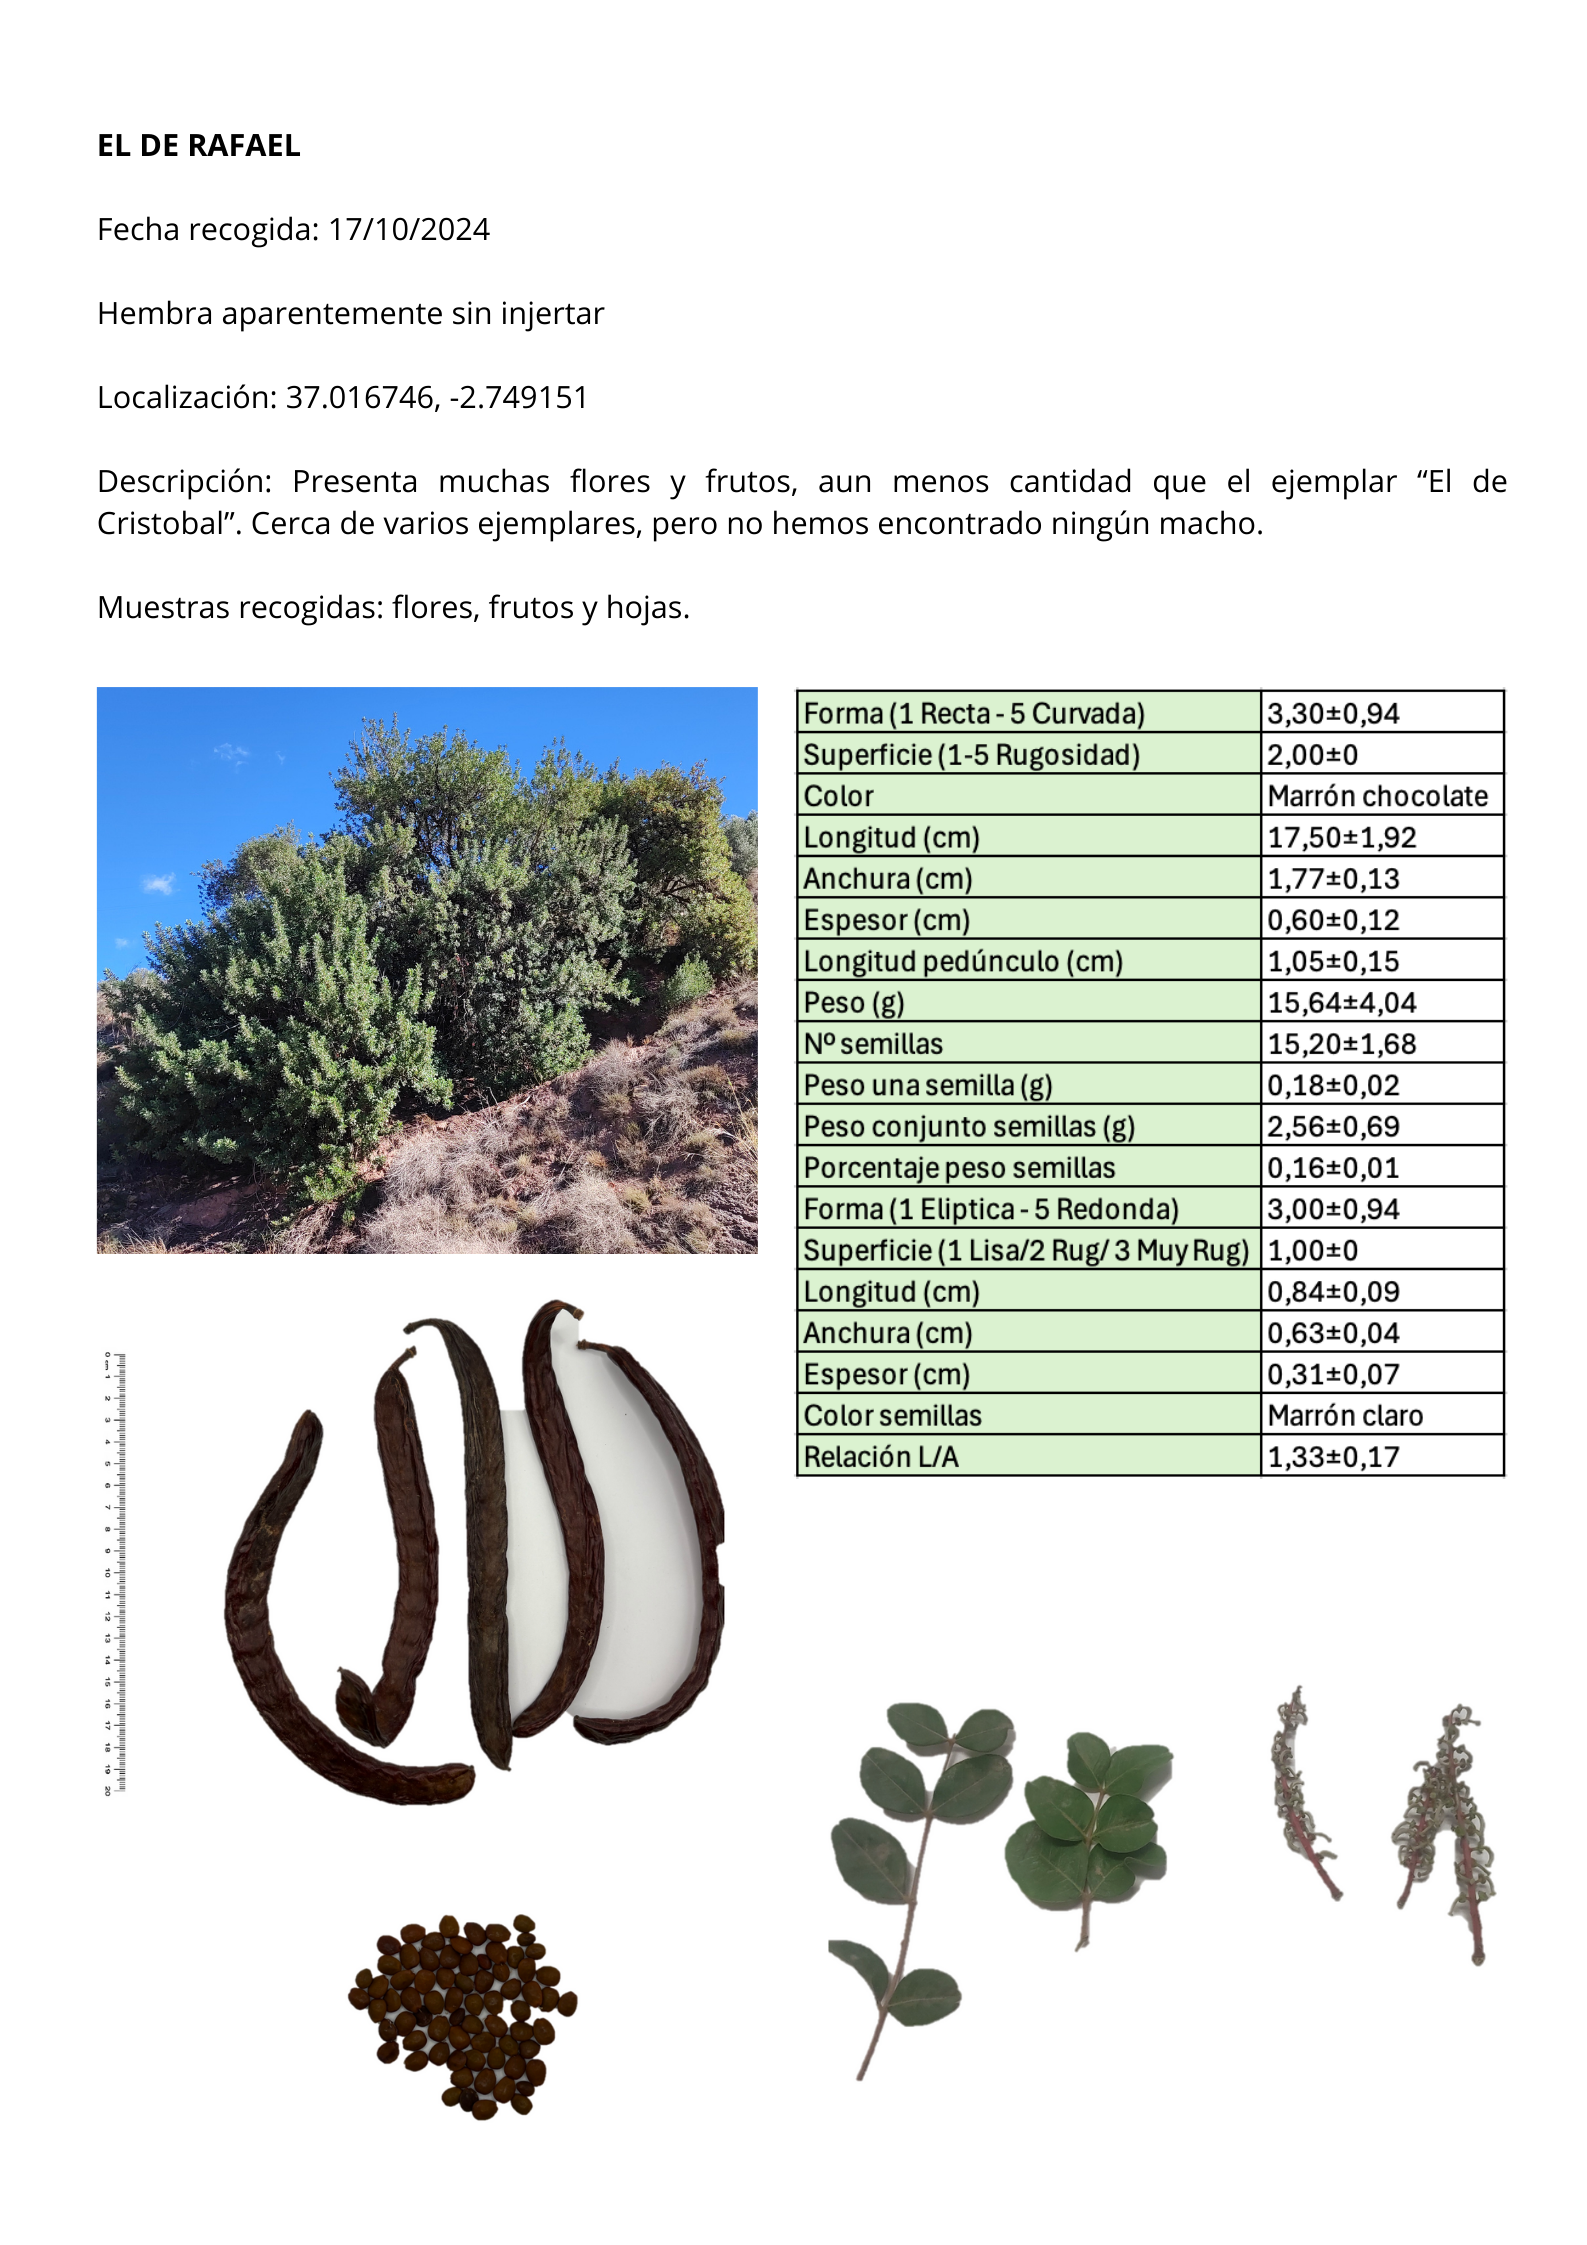 EL DE RAFAEL
Fecha recogida: 17/10/2024
Hembra aparentemente sin injertar
Localización: 37.016746, -2.749151
Descripción: Presenta muchas flores y frutos, aun menos cantidad que el ejemplar “El de
Cristobal”. Cerca de varios ejemplares, pero no hemos encontrado ningún macho.
Muestras recogidas: flores, frutos y hojas.
Forma (1 Recta - 5 Curvada) 3,30±0,94
Superficie (1-5 Rugosidad) 2,00±0
Color Marrón chocolate
Longitud (cm) 17,50±1,92
Anchura (cm) 1,77±0,13
Espesor (cm) 0,60±0,12
Longitud pedúnculo (cm) 1,05±0,15
Peso (g) 15,64±4,04
Nº semillas 15,20±1,68
Peso una semilla (g) 0,18±0,02
Peso conjunto semillas (g) 2,56±0,69
Porcentaje peso semillas 0,16±0,01
Forma (1 Eliptica - 5 Redonda) 3,00±0,94
Superficie (1 Lisa/2 Rug/ 3 Muy Rug) 1,00±0
Longitud (cm) 0,84±0,09
Anchura (cm) 0,63±0,04
Espesor (cm) 0,31±0,07
Color semillas Marrón claro
Relación L/A 1,33±0,17
0 cm 1 2 3 4 5 6 7 8 9 10 11 12 13 14 15 16 17 18 19 20